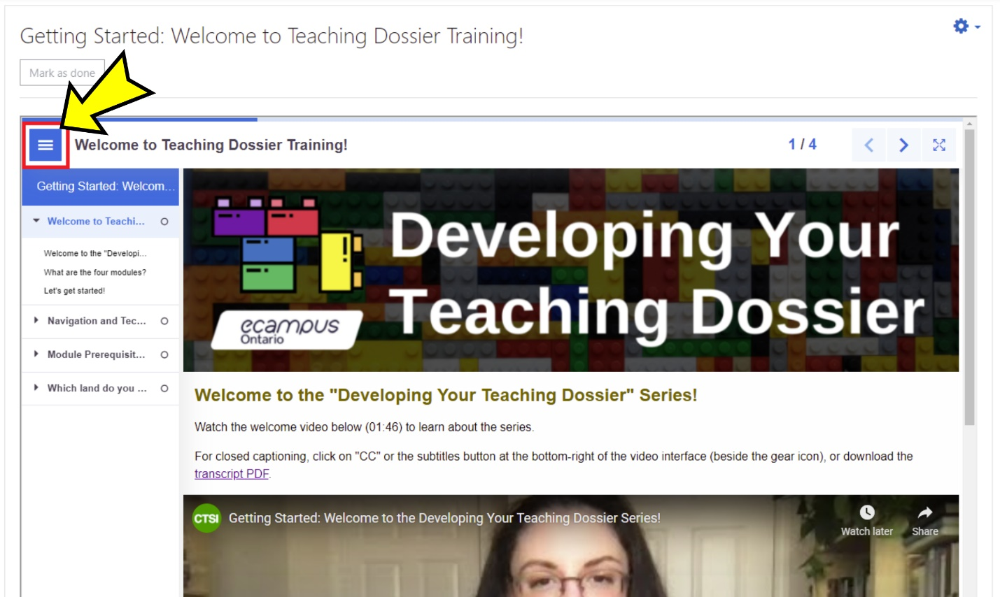 Getting Started: Welcome to Teaching Dossier Training!
Mark as done
Welcome to Teaching Dossier Training!
1 / 4
Getting Started: Welcom...
Welcome to Teachi...
Welcome to the "Developi...
What are the four modules?
Let's get started!
Navigation and Tec...
Module Prerequisit...
Which land do you ...
Developing Your
Teaching Dossier
ecampus
Ontario
Welcome to the "Developing Your Teaching Dossier" Series!
Watch the welcome video below (01:46) to learn about the series.
For closed captioning, click on "CC" or the subtitles button at the bottom-right of the video interface (beside the gear icon), or download the
transcript PDF.
CTSI
Getting Started: Welcome to the Developing Your Teaching Dossier Series!
Watch later
Share